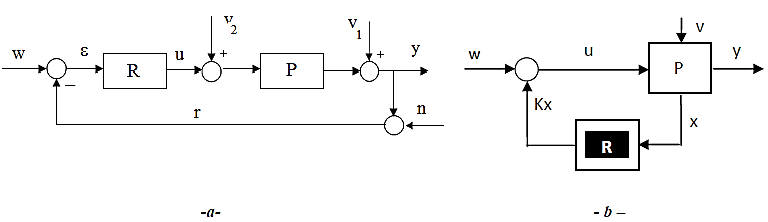 v₂
v₁
v
w
ε
R
u
+
P
+
y
w
u
P
y
−
r
n
Kx
x
R
-a-
- b –